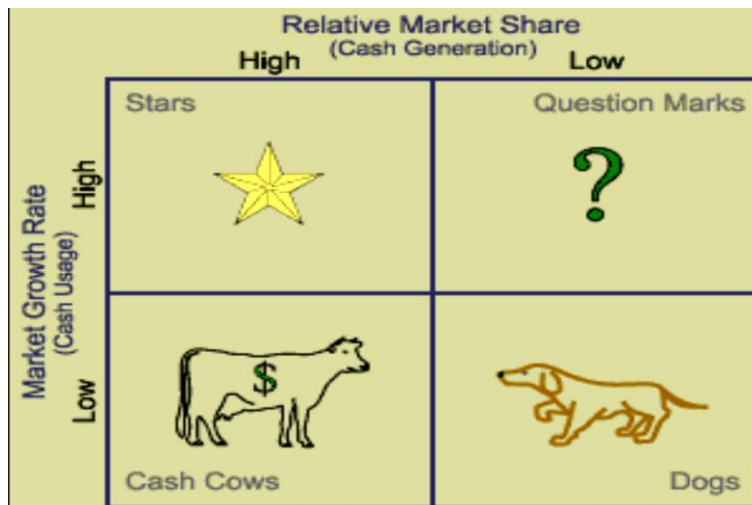 Relative Market Share
(Cash Generation)
High
Low
Market Growth Rate
(Cash Usage)
High
Low
Stars
Question Marks
?
$
Cash Cows
Dogs